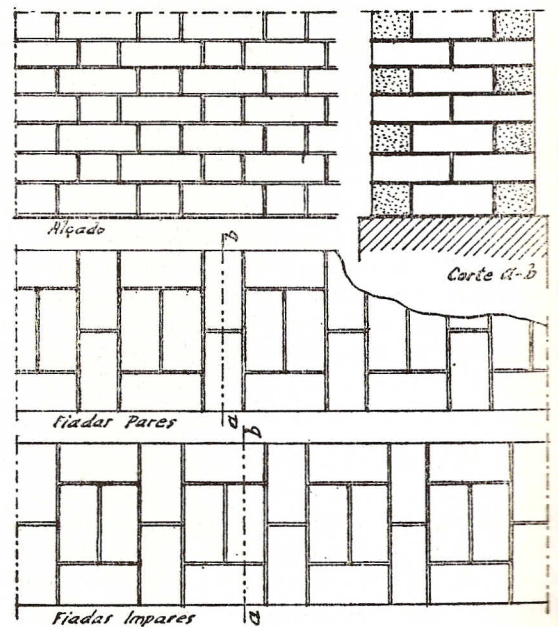 Alçado
Corte a-b
b
a
Fiadas Pares
b
a
Fiadas Impares